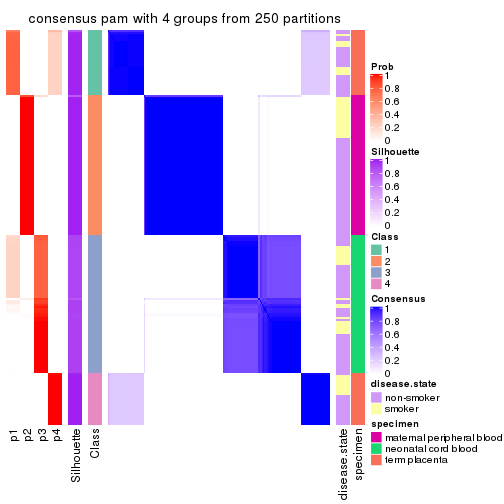 consensus pam with 4 groups from 250 partitions
p1
p2
p3
p4
Silhouette
Class
disease.state
specimen
Prob
1
0.8
0.6
0.4
0.2
0
Silhouette
1
0.8
0.6
0.4
0.2
0
Class
1
2
3
4
Consensus
1
0.8
0.6
0.4
0.2
0
disease.state
non-smoker
smoker
specimen
maternal peripheral blood
neonatal cord blood
term placenta